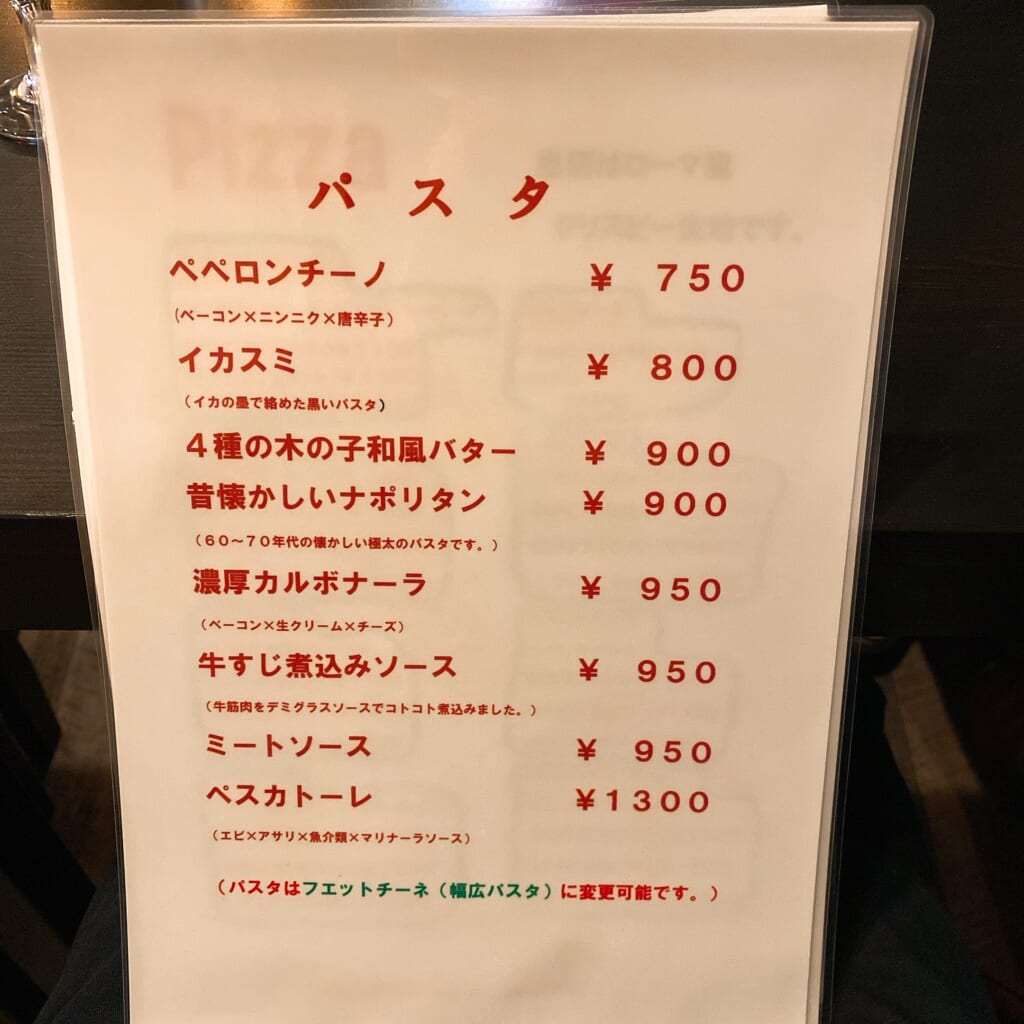 Pizza
パスタ
ペペロンチーノ ￥ ７５０
(ベーコン×ニンニク×唐辛子）
イカスミ ￥ ８００
（イカの墨で絡めた黒いパスタ）
４種の木の子和風バター ￥ ９００
昔懐かしいナポリタン ￥ ９００
（６０～７０年代の懐かしい極太のパスタです。）
濃厚カルボナーラ ￥ ９５０
（ベーコン×生クリーム×チーズ）
牛すじ煮込みソース ￥ ９５０
（牛筋肉をデミグラスソースでコトコト煮込みました。）
ミートソース ￥ ９５０
ペスカトーレ ￥１３００
（エビ×アサリ×魚介類×マリナーラソース）
（パスタはフエットチーネ（幅広パスタ）に変更可能です。）